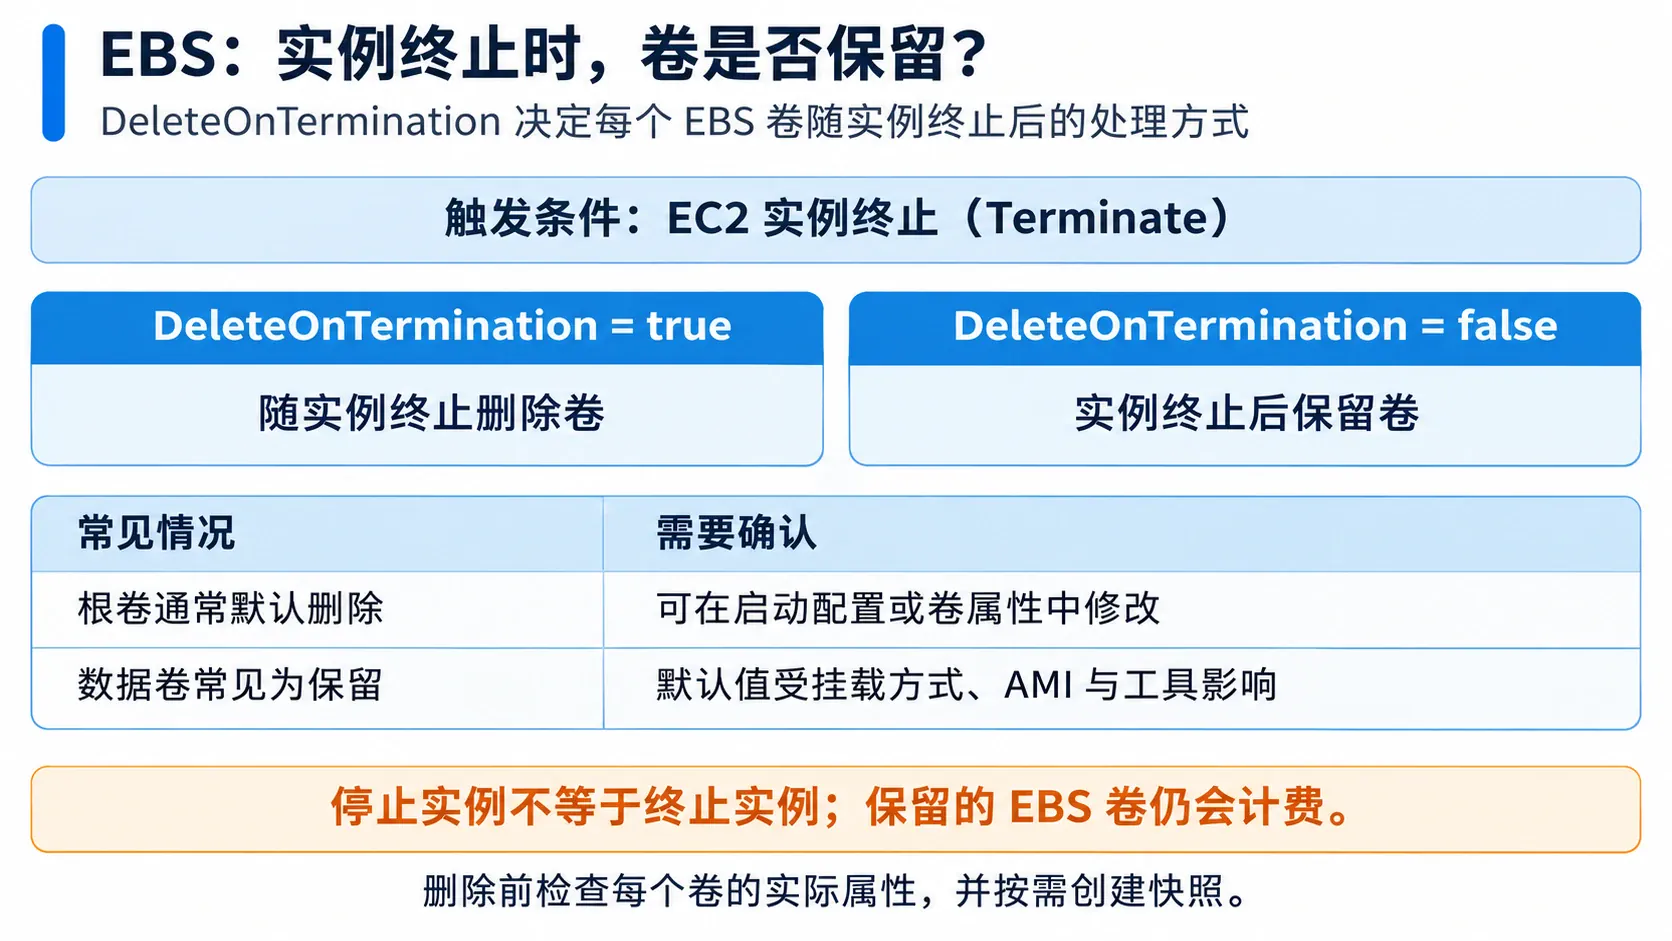 EBS：实例终止时，卷是否保留？
DeleteOnTermination 决定每个 EBS 卷随实例终止后的处理方式
触发条件：EC2 实例终止（Terminate）
DeleteOnTermination = true
随实例终止删除卷
DeleteOnTermination = false
实例终止后保留卷
常见情况
需要确认
根卷通常默认删除
可在启动配置或卷属性中修改
数据卷常见为保留
默认值受挂载方式、AMI 与工具影响
停止实例不等于终止实例；保留的 EBS 卷仍会计费。
删除前检查每个卷的实际属性，并按需创建快照。